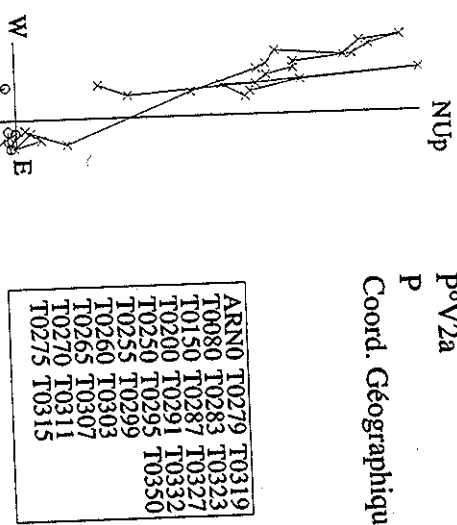 W
E
NUp
PºV2a
P
Coord. Géographiqu
ARN0 T0279 T0319
T0080 T0283 T0323
T0150 T0287 T0327
T0200 T0291 T0332
T0250 T0295 T0350
T0255 T0299
T0260 T0303
T0265 T0307
T0270 T0311
T0275 T0315